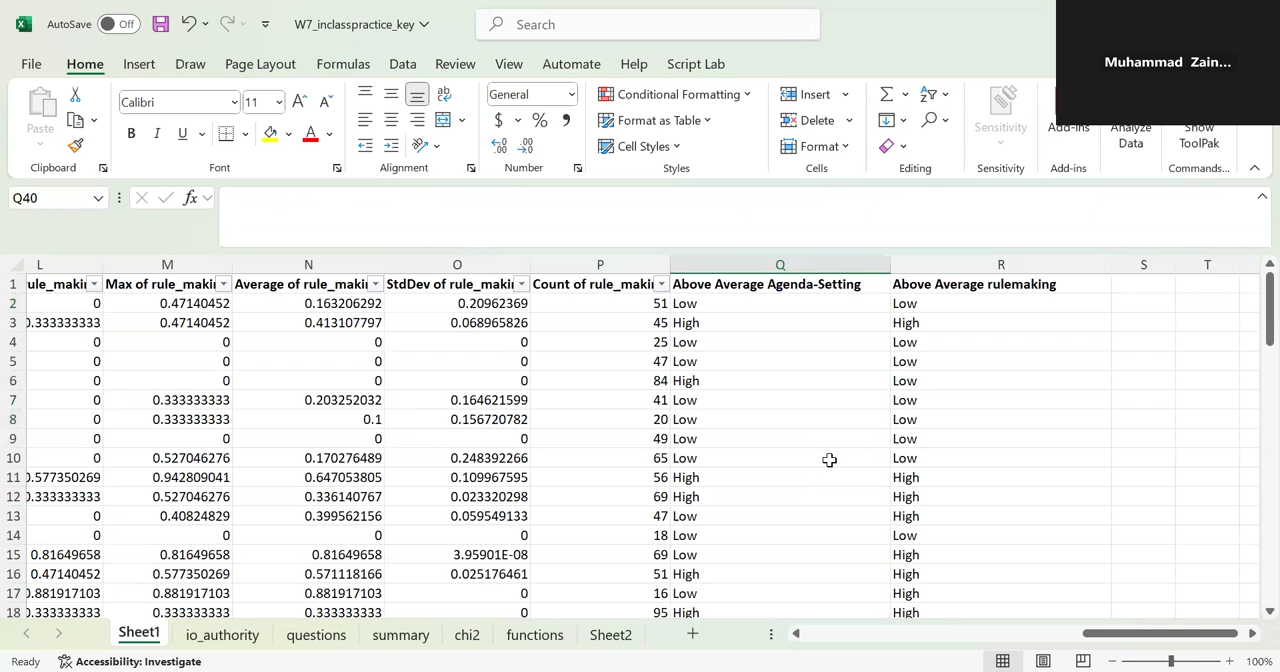 AutoSave Off W7_inclasspractice_key Search
Muhammad Zain...
File Home Insert Draw Page Layout Formulas Data Review View Automate Help Script Lab
Paste
Calibri 11
B I U
General
$ %
Conditional Formatting
Format as Table
Cell Styles
Insert
Delete
Format
Sensitivity
Add-ins
Analyze Data
Show ToolPak
Clipboard Font Alignment Number Styles Cells Editing Sensitivity Add-ins Commands...
Q40 fx
L M N O P Q R S T
1 ule_makin Max of rule_makin Average of rule_makin StdDev of rule_makin Count of rule_makin Above Average Agenda-Setting Above Average rulemaking
2 0 0.47140452 0.163206292 0.20962369 51 Low Low
3 0.333333333 0.47140452 0.413107797 0.068965826 45 High High
4 0 0 0 0 25 Low Low
5 0 0 0 0 47 Low Low
6 0 0 0 0 84 High Low
7 0 0.333333333 0.203252032 0.164621599 41 Low Low
8 0 0.333333333 0.1 0.156720782 20 Low Low
9 0 0 0 0 49 Low Low
10 0 0.527046276 0.170276489 0.248392266 65 Low Low
11 0.577350269 0.942809041 0.647053805 0.109967595 56 High High
12 0.333333333 0.527046276 0.336140767 0.023320298 69 High High
13 0 0.40824829 0.399562156 0.059549133 47 Low High
14 0 0 0 0 18 Low Low
15 0.81649658 0.81649658 0.81649658 3.95901E-08 69 Low High
16 0.47140452 0.577350269 0.571118166 0.025176461 51 High High
17 0.881917103 0.881917103 0.881917103 0 16 Low High
18 0.333333333 0.333333333 0.333333333 0 95 High High
Sheet1 io_authority questions summary chi2 functions Sheet2
Ready Accessibility: Investigate 100%